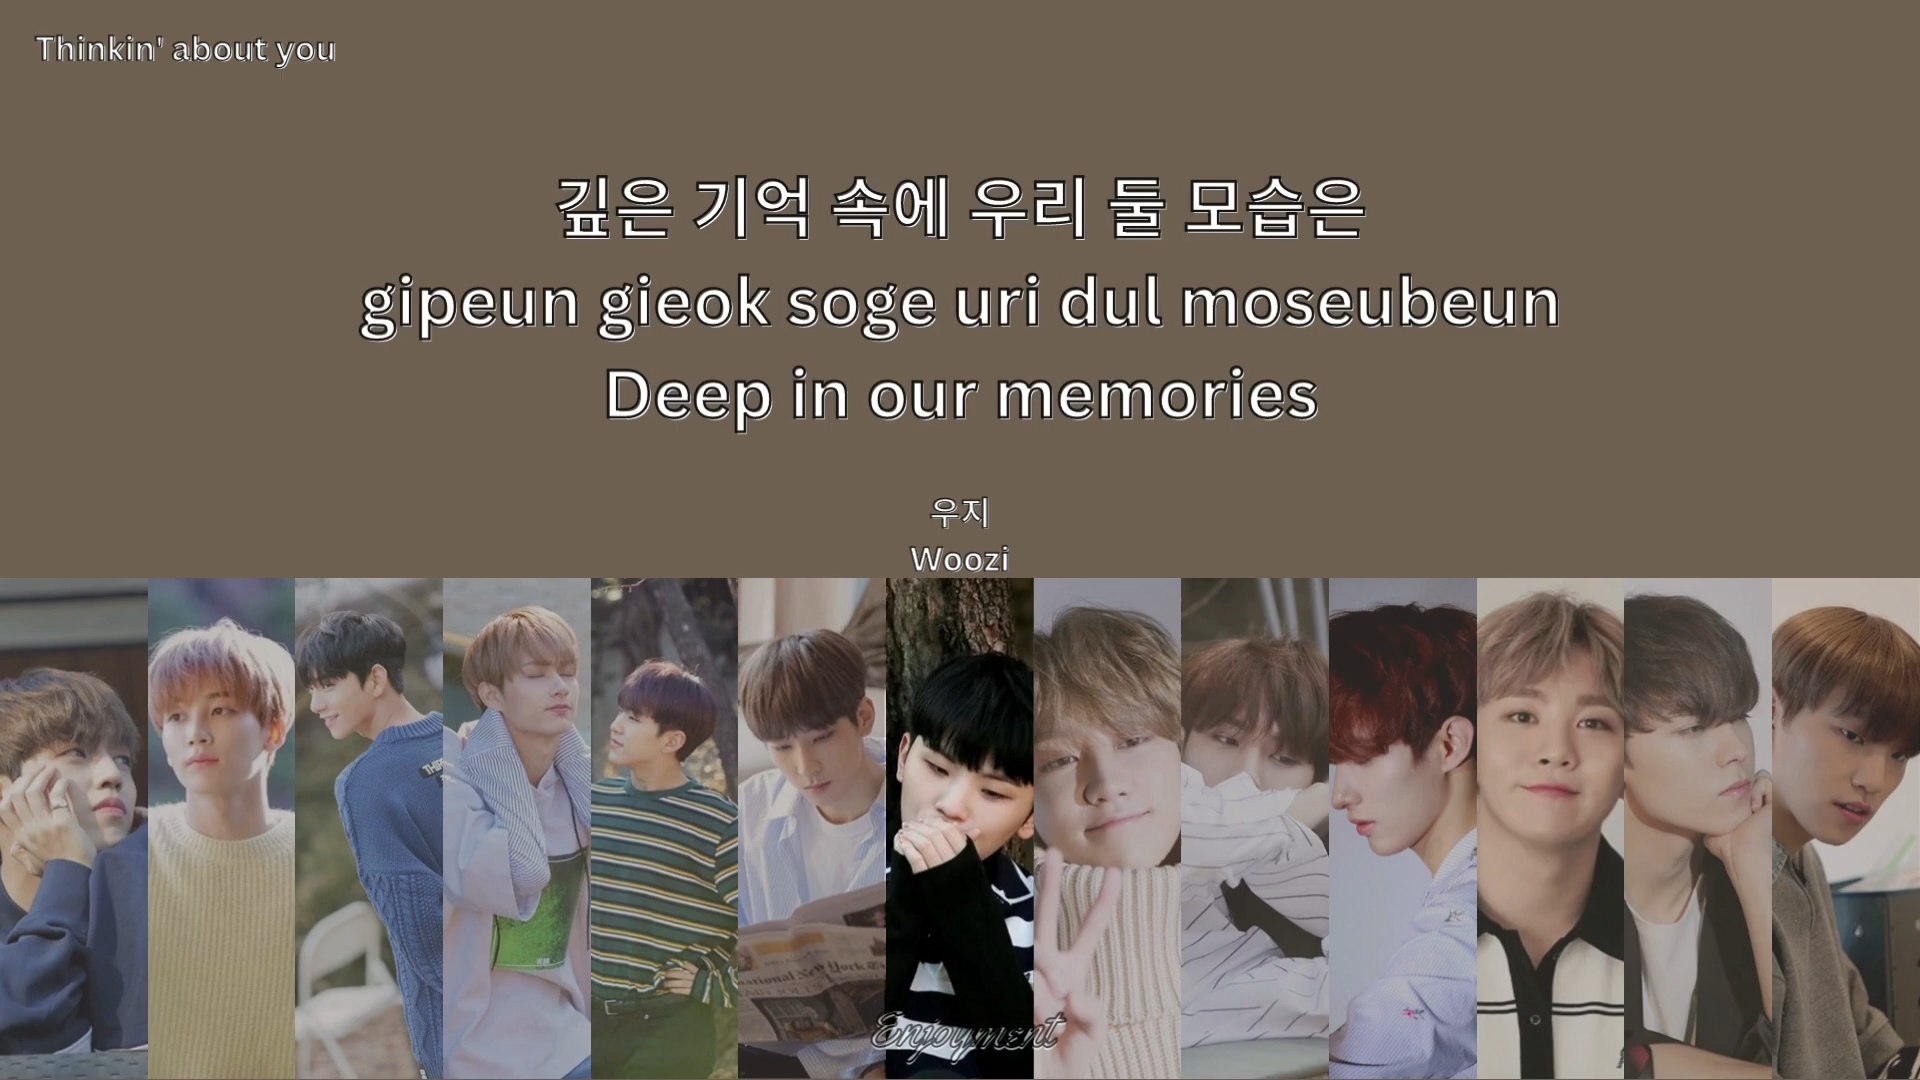 Thinkin' about you
깊은 기억 속에 우리 둘 모습은
gipeun gieok soge uri dul moseubeun
Deep in our memories
우지
Woozi
Enjoyment